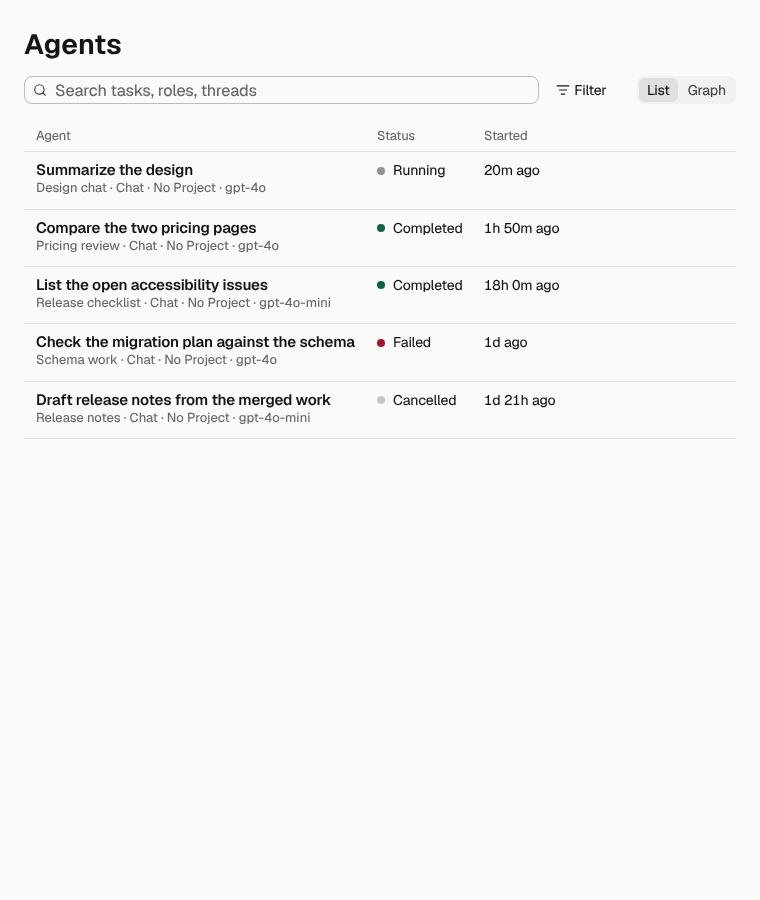 Agents
Search tasks, roles, threads
Filter
List
Graph
Agent
Status
Started
Summarize the design
Running
20m ago
Design chat · Chat · No Project · gpt-4o
Compare the two pricing pages
Completed
1h 50m ago
Pricing review · Chat · No Project · gpt-4o
List the open accessibility issues
Completed
18h 0m ago
Release checklist · Chat · No Project · gpt-4o-mini
Check the migration plan against the schema
Failed
1d ago
Schema work · Chat · No Project · gpt-4o
Draft release notes from the merged work
Cancelled
1d 21h ago
Release notes · Chat · No Project · gpt-4o-mini